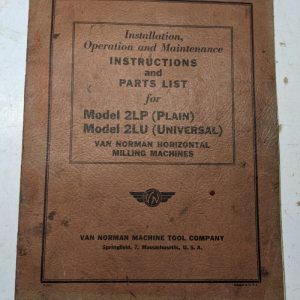 Installation,
Operation and Maintenance
INSTRUCTIONS
and
PARTS LIST
for
Model 2LP (PLAIN)
Model 2LU (UNIVERSAL)
VAN NORMAN HORIZONTAL
MILLING MACHINES
VN
VAN NORMAN MACHINE TOOL COMPANY
Springfield, 7, Massachusetts, U. S. A.